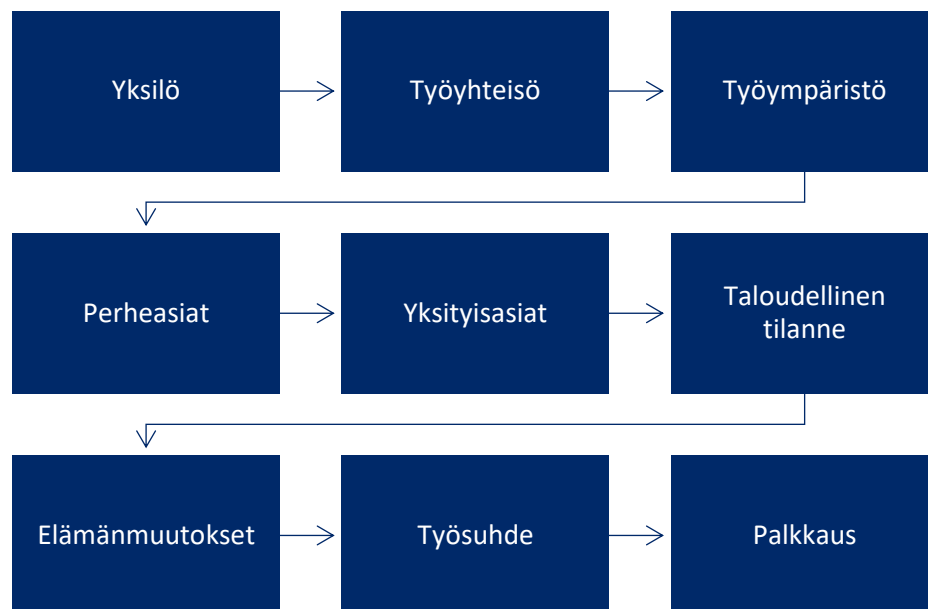 Yksilö
Työyhteisö
Työympäristö
Perheasiat
Yksityisasiat
Taloudellinen
tilanne
Elämänmuutokset
Työsuhde
Palkkaus